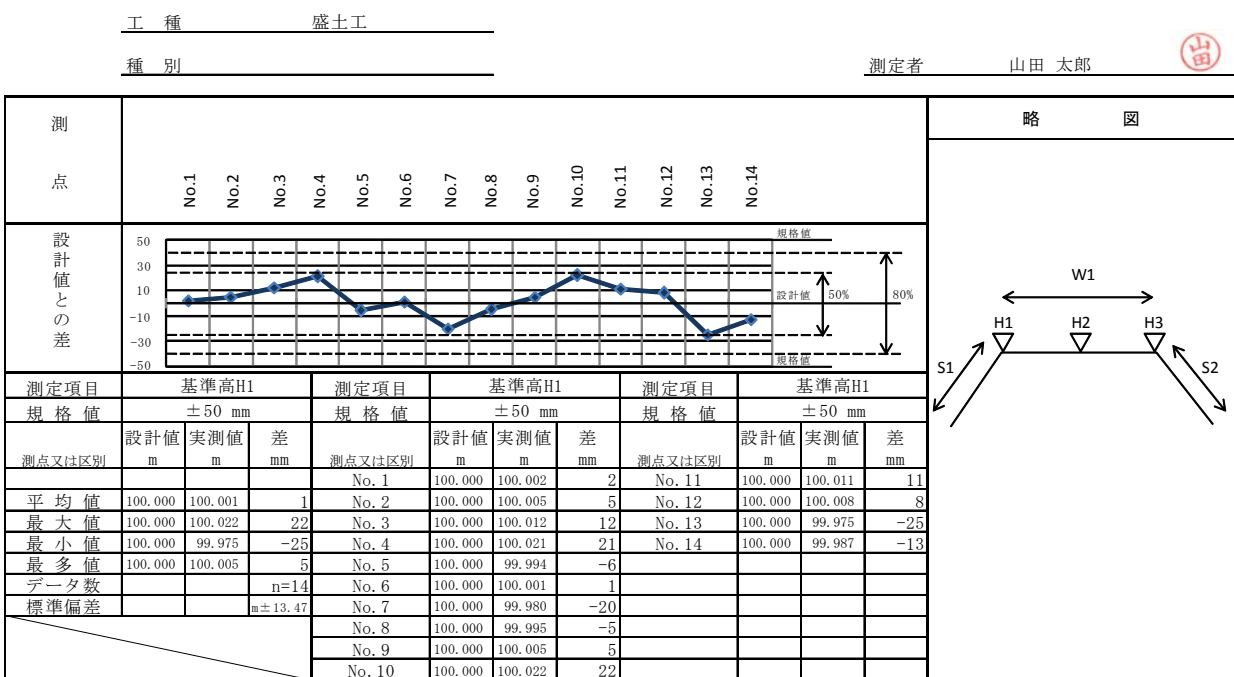 工 種 盛土工
種 別
測定者 山田 太郎 山田
測点
No.1 No.2 No.3 No.4 No.5 No.6 No.7 No.8 No.9 No.10 No.11 No.12 No.13 No.14
略 図
設計値との差
50
30
10
-10
-30
-50
規格値
設計値 50% 80%
規格値
W1
H1 H2 H3
S1 S2
測定項目 基準高H1 測定項目 基準高H1 測定項目 基準高H1
規 格 値 ±50 mm 規 格 値 ±50 mm 規 格 値 ±50 mm
設計値 実測値 差 設計値 実測値 差 設計値 実測値 差
測点又は区別 m m mm 測点又は区別 m m mm 測点又は区別 m m mm
No.1 100.000 100.002 2 No.11 100.000 100.011 11
平 均 値 100.000 100.001 1 No.2 100.000 100.005 5 No.12 100.000 100.008 8
最 大 値 100.000 100.022 22 No.3 100.000 100.012 12 No.13 100.000 99.975 -25
最 小 値 100.000 99.975 -25 No.4 100.000 100.021 21 No.14 100.000 99.987 -13
最 多 値 100.000 100.005 5 No.5 100.000 99.994 -6
データ数 n=14 No.6 100.000 100.001 1
標準偏差 m±13.47 No.7 100.000 99.980 -20
No.8 100.000 99.995 -5
No.9 100.000 100.005 5
No.10 100.000 100.022 22